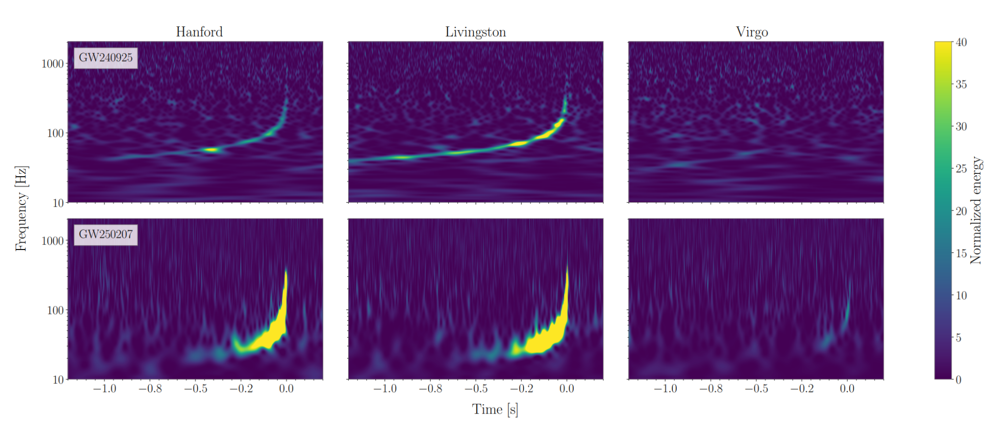 Hanford
Livingston
Virgo
GW240925
1000
100
10
GW250207
1000
100
10
Frequency [Hz]
−1.0 −0.8 −0.5 −0.2 0.0
−1.0 −0.8 −0.5 −0.2 0.0
−1.0 −0.8 −0.5 −0.2 0.0
Time [s]
40
35
30
25
20
15
10
5
0
Normalized energy